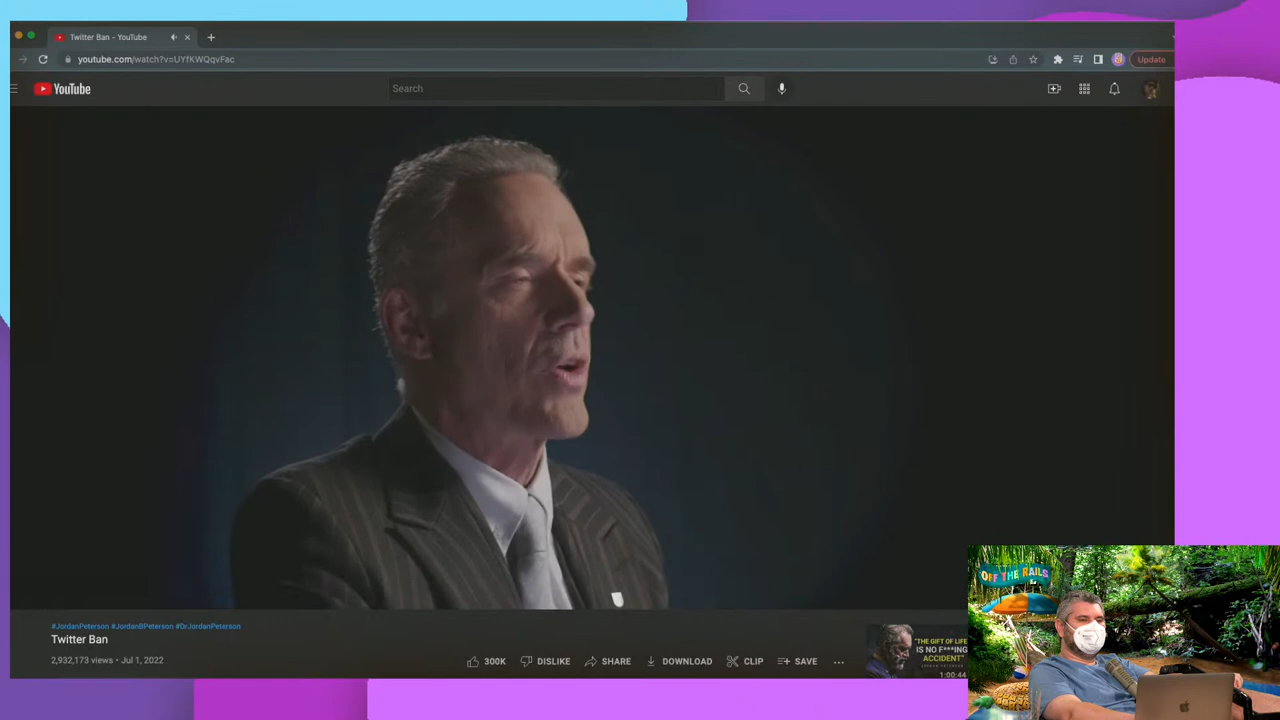 Twitter Ban - YouTube
youtube.com/watch?v=UYfKWQqvFac
Update
YouTube
Search
#JordanPeterson #JordanBPeterson #DrJordanPeterson
Twitter Ban
2,932,173 views • Jul 1, 2022
300K
DISLIKE
SHARE
DOWNLOAD
CLIP
SAVE
"THE GIFT OF LIFE
IS NO F***ING
ACCIDENT"
JORDAN PETERSON
1:00:44
OFF THE RAILS